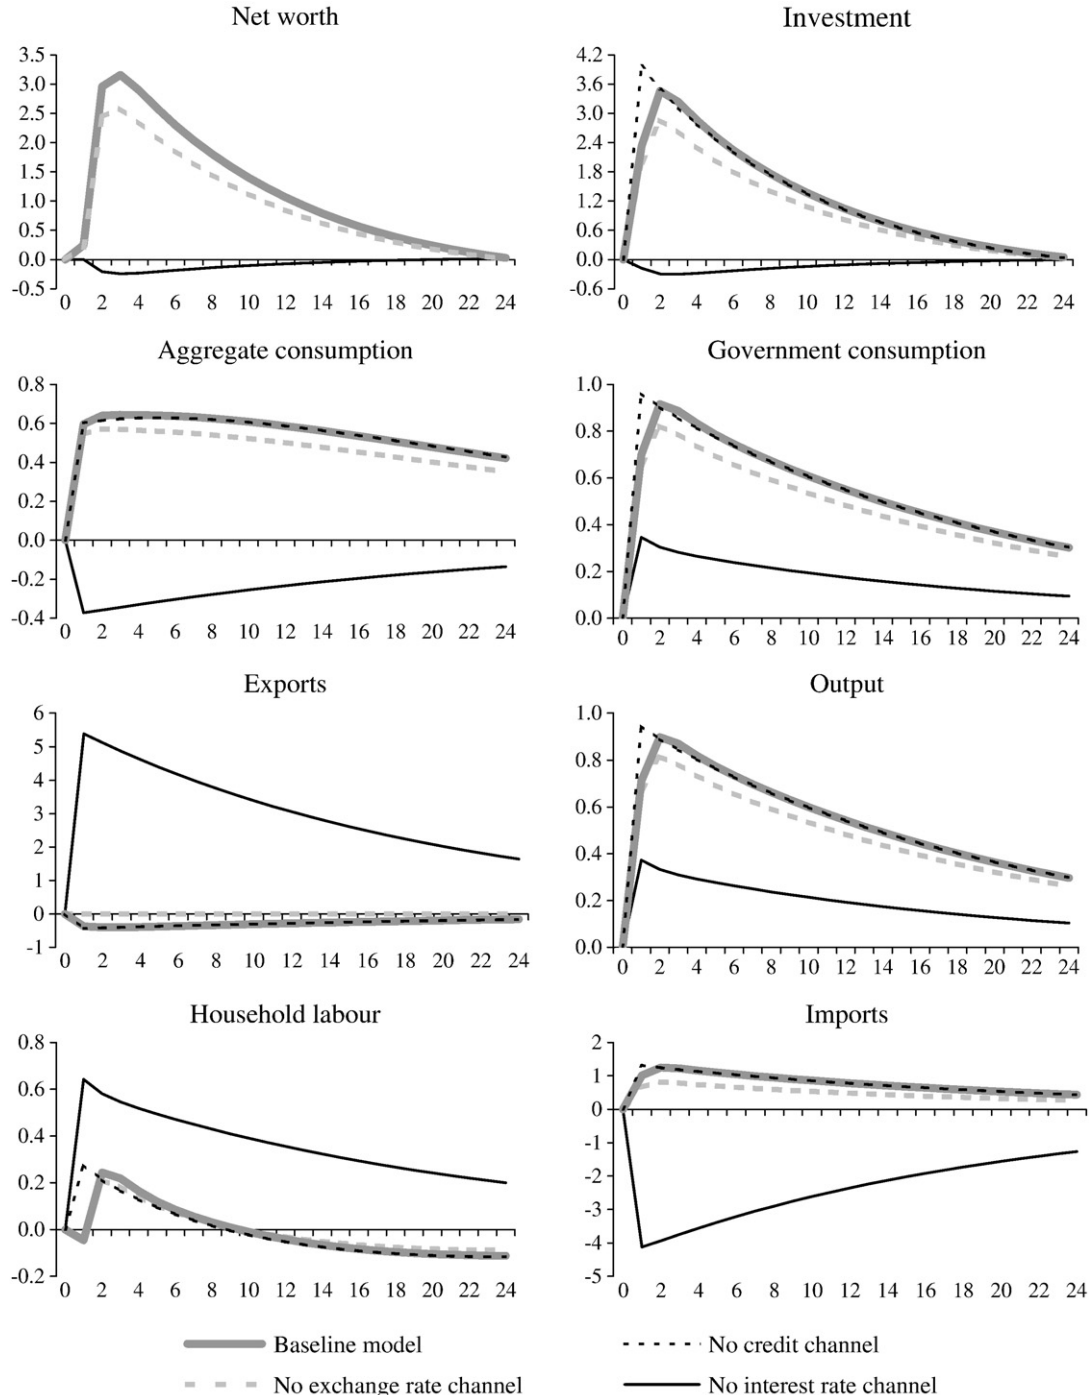 Net worth
3.5
3.0
2.5
2.0
1.5
1.0
0.5
0.0
-0.5
0 2 4 6 8 10 12 14 16 18 20 22 24
Investment
4.2
3.6
3.0
2.4
1.8
1.2
0.6
0.0
-0.6
0 2 4 6 8 10 12 14 16 18 20 22 24
Aggregate consumption
0.8
0.6
0.4
0.2
0.0
-0.2
-0.4
0 2 4 6 8 10 12 14 16 18 20 22 24
Government consumption
1.0
0.8
0.6
0.4
0.2
0.0
0 2 4 6 8 10 12 14 16 18 20 22 24
Exports
6
5
4
3
2
1
0
-1
0 2 4 6 8 10 12 14 16 18 20 22 24
Output
1.0
0.8
0.6
0.4
0.2
0.0
0 2 4 6 8 10 12 14 16 18 20 22 24
Household labour
0.8
0.6
0.4
0.2
0.0
-0.2
0 2 4 6 8 10 12 14 16 18 20 22 24
Imports
2
1
0
-1
-2
-3
-4
-5
0 2 4 6 8 10 12 14 16 18 20 22 24
Baseline model
No credit channel
No exchange rate channel
No interest rate channel